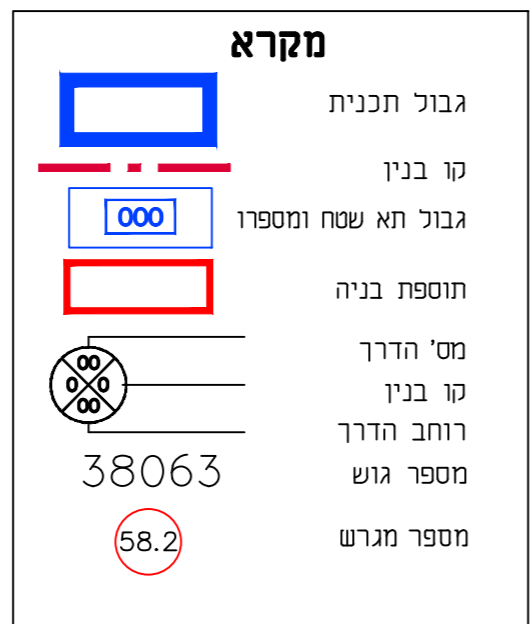 מקרא
גבול תכנית
קו בנין
גבול תא שטח ומספרו 000
תוספת בניה
מס' הדרך 00
קו בנין 0 0
רוחב הדרך 00
מספר גוש 38063
מספר מגרש 58.2